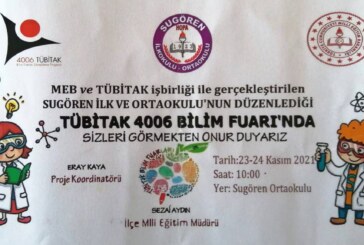 4006 TÜBİTAK
SUGÖREN
İLKOKULU - ORTAOKULU
MEB ve TÜBİTAK işbirliği ile gerçekleştirilen
SUGÖREN İLK VE ORTAOKULU'NUN DÜZENLEDİĞİ
TÜBİTAK 4006 BİLİM FUARI'NDA
SİZLERİ GÖRMEKTEN ONUR DUYARIZ
ERAY KAYA
Proje Koordinatörü
Tarih:23-24 Kasım 2021
Saat: 10:00
Yer: Sugören Ortaokulu
SEZAİ AYDIN
İlçe Milli Eğitim Müdürü